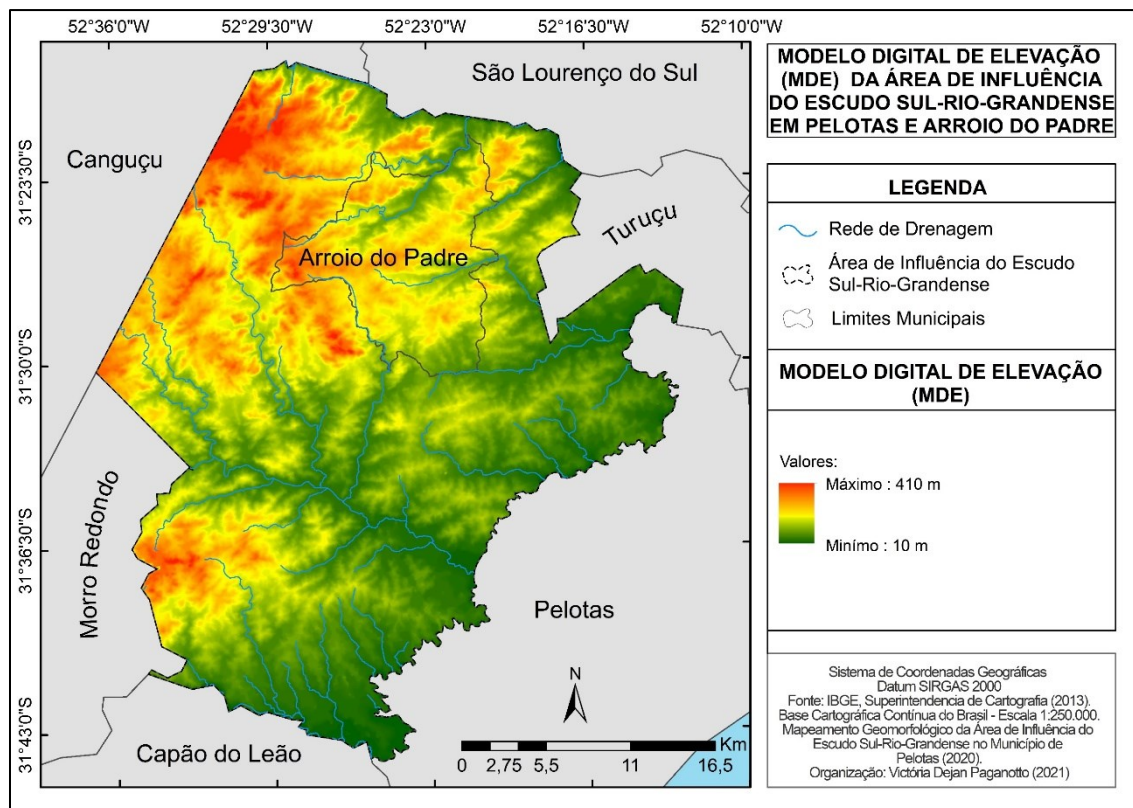 52°36'0"W
52°29'30"W
52°23'0"W
52°16'30"W
52°10'0"W
31°23'30"S
31°30'0"S
31°36'30"S
31°43'0"S
São Lourenço do Sul
Canguçu
Turuçu
Arroio do Padre
Morro Redondo
Pelotas
Capão do Leão
N
Km
0 2,75 5,5 11 16,5
MODELO DIGITAL DE ELEVAÇÃO
(MDE) DA ÁREA DE INFLUÊNCIA
DO ESCUDO SUL-RIO-GRANDENSE
EM PELOTAS E ARROIO DO PADRE
LEGENDA
Rede de Drenagem
Área de Influência do Escudo
Sul-Rio-Grandense
Limites Municipais
MODELO DIGITAL DE ELEVAÇÃO
(MDE)
Valores:
Máximo : 410 m
Minímo : 10 m
Sistema de Coordenadas Geográficas
Datum SIRGAS 2000
Fonte: IBGE, Superintendencia de Cartografia (2013).
Base Cartográfica Contínua do Brasil - Escala 1:250.000.
Mapeamento Geomorfológico da Área de Influência do
Escudo Sul-Rio-Grandense no Município de
Pelotas (2020).
Organização: Victória Dejan Paganotto (2021)